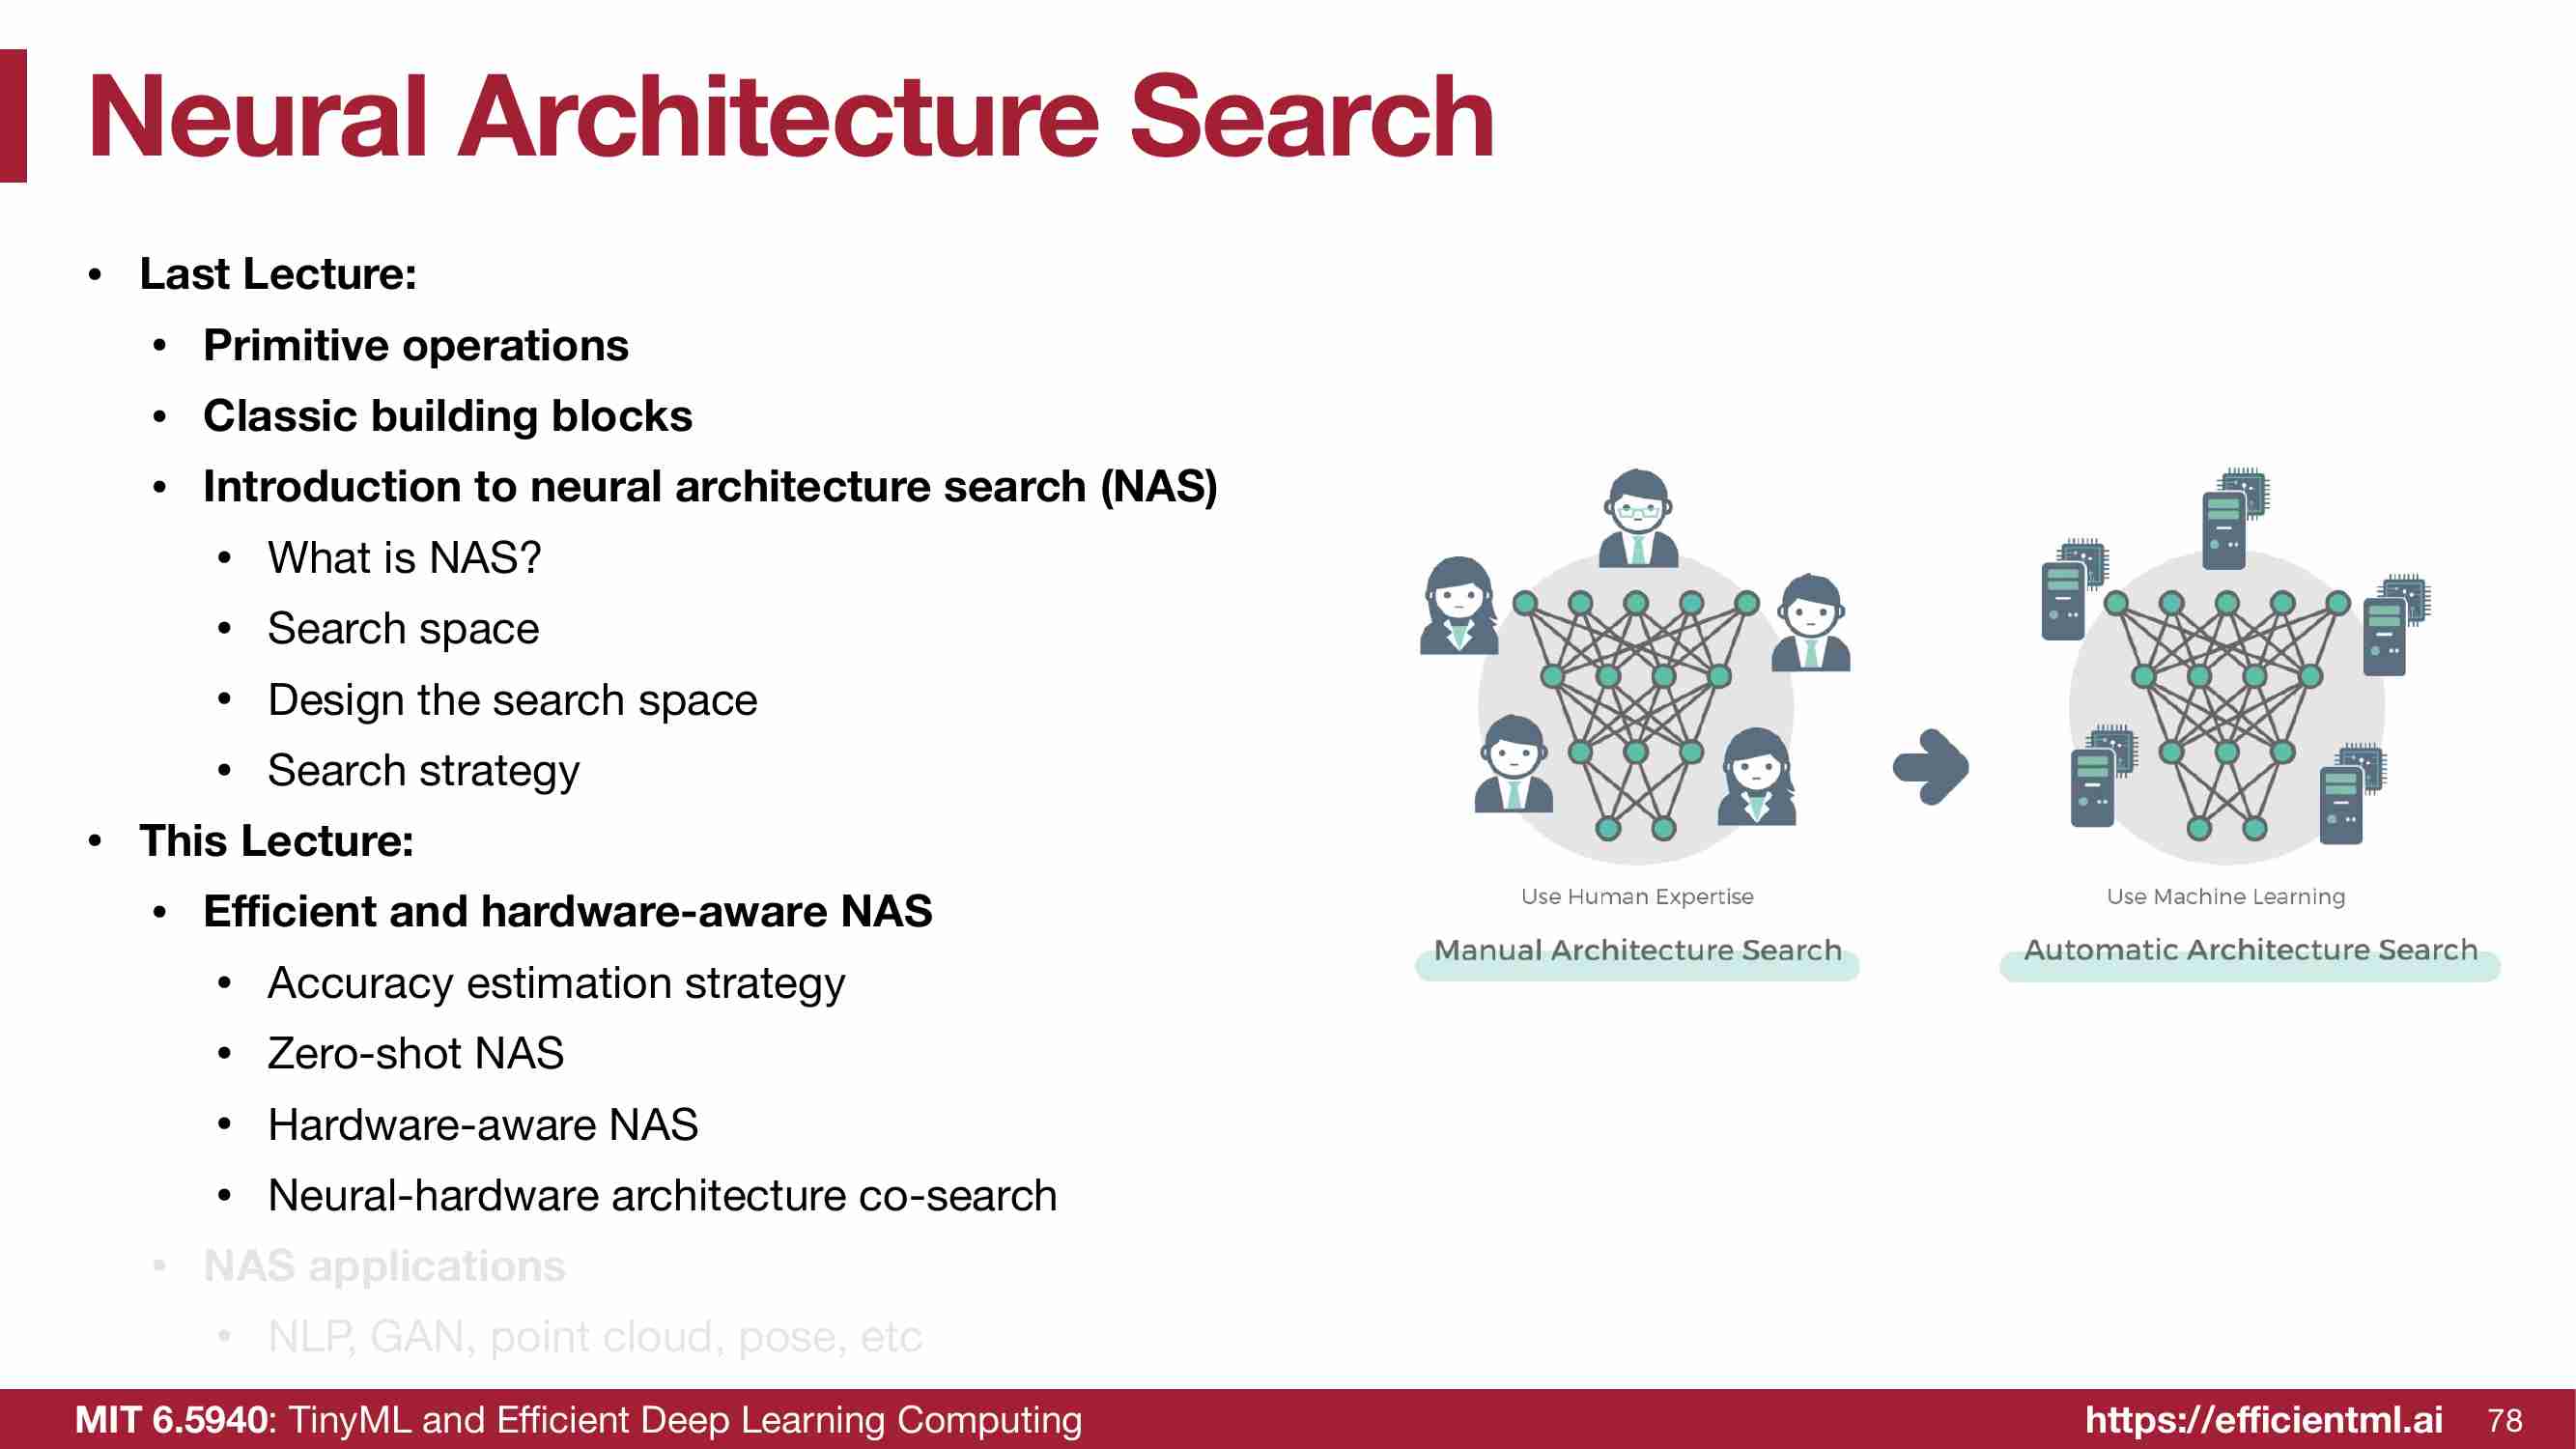 Neural Architecture Search
• Last Lecture:
• Primitive operations
• Classic building blocks
• Introduction to neural architecture search (NAS)
• What is NAS?
• Search space
• Design the search space
• Search strategy
• This Lecture:
• Efficient and hardware-aware NAS
• Accuracy estimation strategy
• Zero-shot NAS
• Hardware-aware NAS
• Neural-hardware architecture co-search
• NAS applications
• NLP, GAN, point cloud, pose, etc
Use Human Expertise
Manual Architecture Search
Use Machine Learning
Automatic Architecture Search
MIT 6.5940: TinyML and Efficient Deep Learning Computing
https://efficientml.ai
78